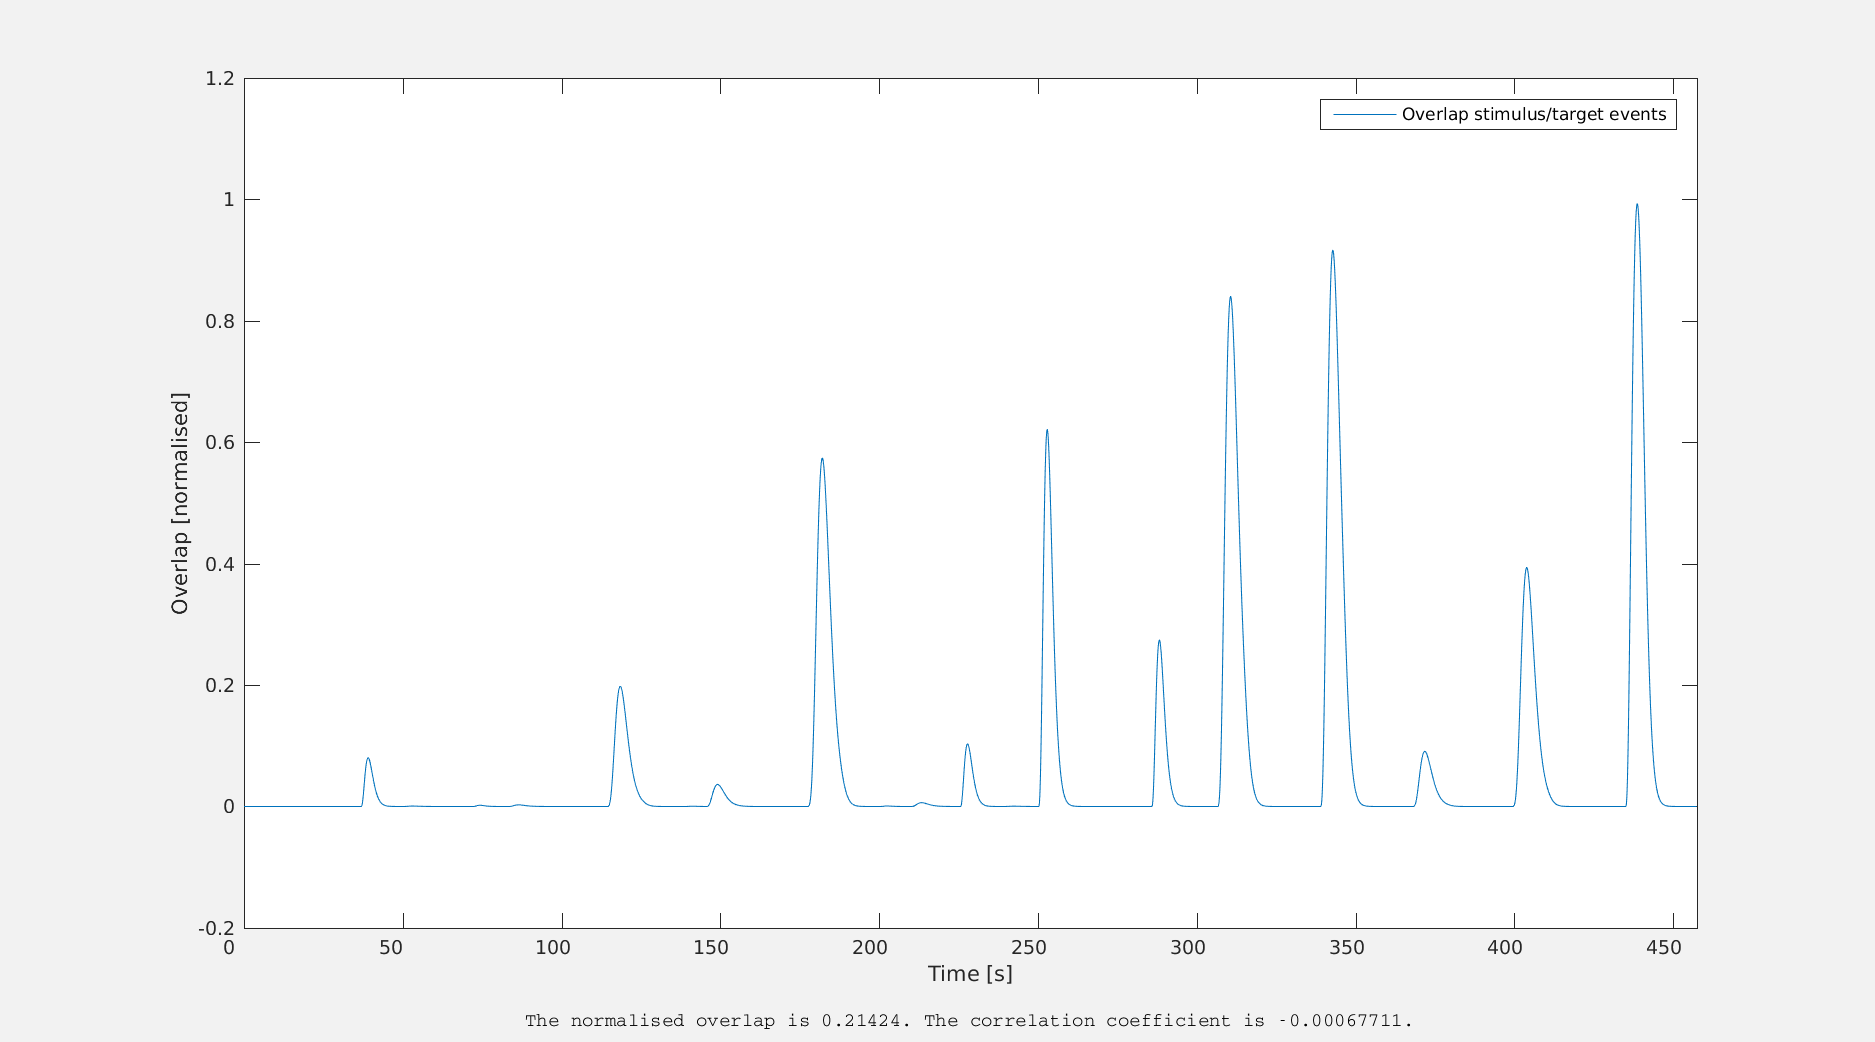 Overlap stimulus/target events
1.2
1
0.8
0.6
0.4
0.2
0
-0.2
Overlap [normalised]
0 50 100 150 200 250 300 350 400 450
Time [s]
The normalised overlap is 0.21424. The correlation coefficient is -0.00067711.